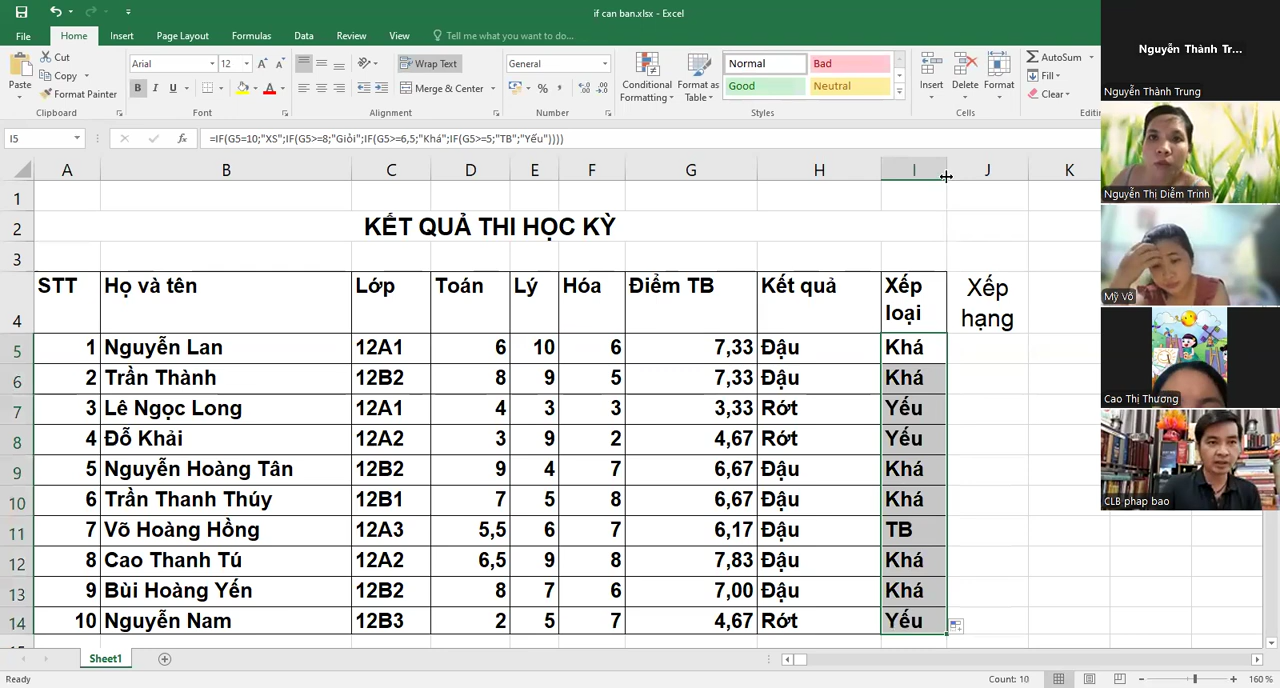 if can ban.xlsx - Excel
File Home Insert Page Layout Formulas Data Review View Tell me what you want to do...
Paste
Cut
Copy
Format Painter
Clipboard
Arial 12
B I U
Font
Wrap Text
Merge & Center
Alignment
General
Number
Conditional Formatting
Format as Table
Normal Bad
Good Neutral
Styles
Insert Delete Format
Cells
AutoSum
Fill
Clear
Editi
I5 fx =IF(G5=10;"XS";IF(G5>=8;"Giỏi";IF(G5>=6,5;"Khá";IF(G5>=5;"TB";"Yếu"))))
A B C D E F G H I J K
1
2 KẾT QUẢ THI HỌC KỲ
3
4 STT Họ và tên Lớp Toán Lý Hóa Điểm TB Kết quả Xếp loại Xếp hạng
5 1 Nguyễn Lan 12A1 6 10 6 7,33 Đậu Khá
6 2 Trần Thành 12B2 8 9 5 7,33 Đậu Khá
7 3 Lê Ngọc Long 12A1 4 3 3 3,33 Rớt Yếu
8 4 Đỗ Khải 12A2 3 9 2 4,67 Rớt Yếu
9 5 Nguyễn Hoàng Tân 12B2 9 4 7 6,67 Đậu Khá
10 6 Trần Thanh Thúy 12B1 7 5 8 6,67 Đậu Khá
11 7 Võ Hoàng Hồng 12A3 5,5 6 7 6,17 Đậu TB
12 8 Cao Thanh Tú 12A2 6,5 9 8 7,83 Đậu Khá
13 9 Bùi Hoàng Yến 12B2 8 7 6 7,00 Đậu Khá
14 10 Nguyễn Nam 12B3 2 5 7 4,67 Rớt Yếu
Sheet1
Ready Count: 10 160 %
Nguyễn Thành Tr...
Nguyễn Thành Trung
Nguyễn Thị Diễm Trinh
Mỹ Võ
Cao Thị Thương
CLB phap bao